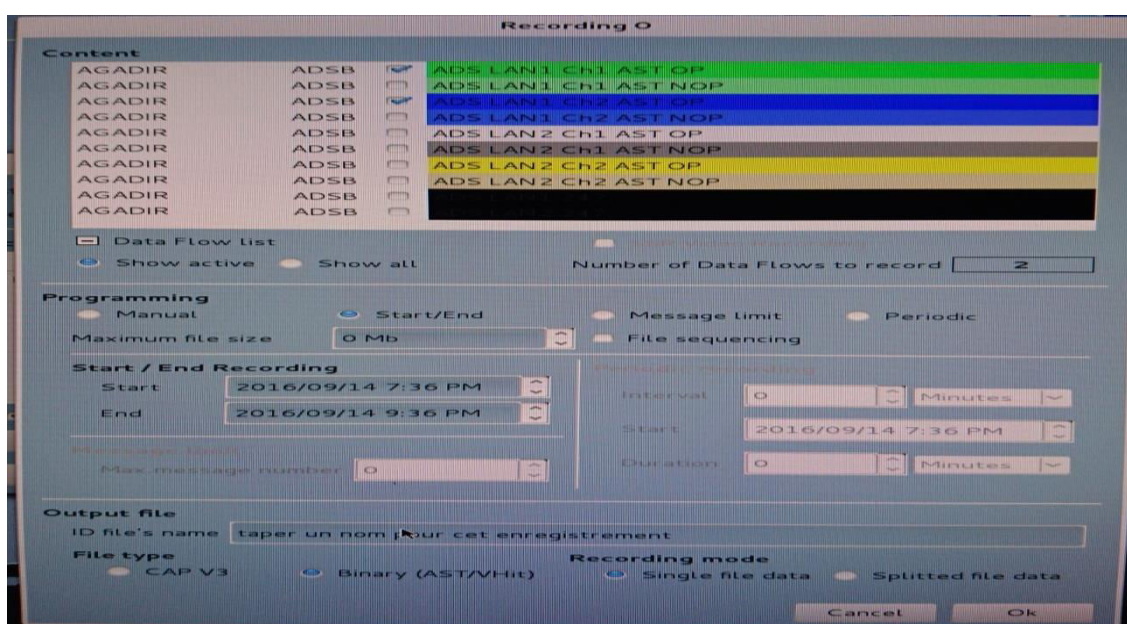 Recording 0
Content
AGADIR ADSB ADS LAN1 Ch1 AST OP
AGADIR ADSB ADS LAN1 Ch1 AST NOP
AGADIR ADSB ADS LAN1 Ch2 AST OP
AGADIR ADSB ADS LAN1 Ch2 AST NOP
AGADIR ADSB ADS LAN2 Ch1 AST OP
AGADIR ADSB ADS LAN2 Ch1 AST NOP
AGADIR ADSB ADS LAN2 Ch2 AST OP
AGADIR ADSB ADS LAN2 Ch2 AST NOP
AGADIR ADSB
AGADIR ADSB
Data Flow list
Show active Show all Number of Data Flows to record 2
Programming
Manual Start/End Message limit Periodic
Maximum file size 0 Mb File sequencing
Start / End Recording Periodic recording
Start 2016/09/14 7:36 PM
End 2016/09/14 9:36 PM
Interval 0 Minutes
Start 2016/09/14 7:36 PM
Duration 0 Minutes
Message limit
Max message number 0
Output file
ID file's name taper un nom pour cet enregistrement
File type Recording mode
CAP V3 Binary (AST/VHit) Single file data Splitted file data
Cancel Ok